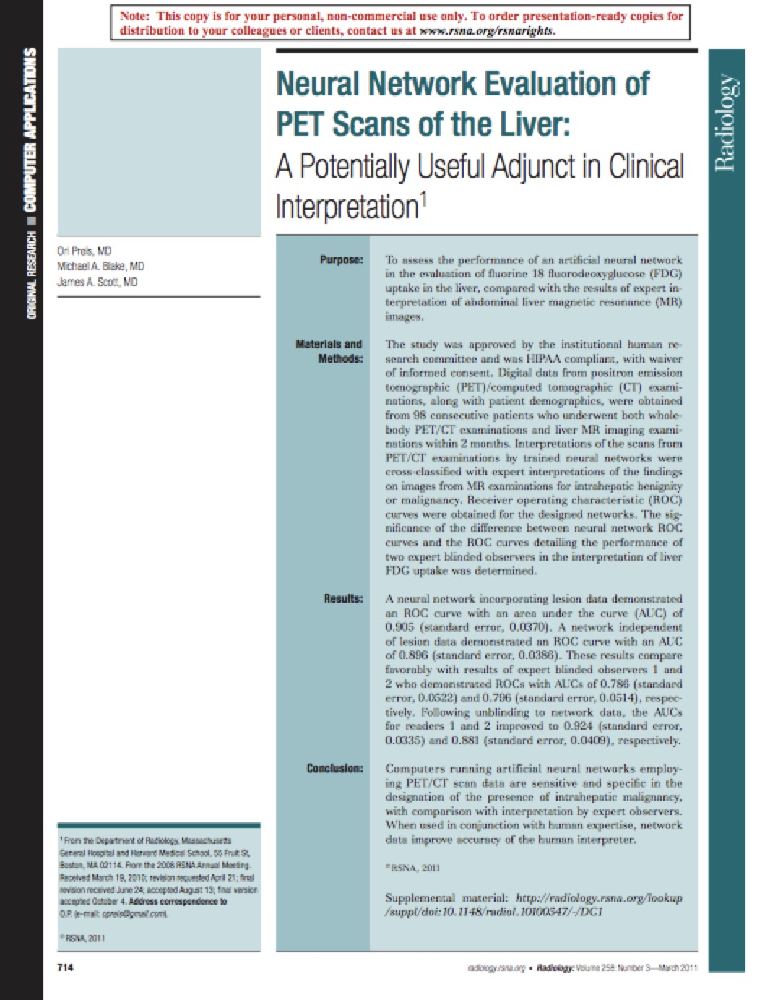 Note: This copy is for your personal, non-commercial use only. To order presentation-ready copies for
distribution to your colleagues or clients, contact us at www.rsna.org/rsnarights.
ORIGINAL RESEARCH ■ COMPUTER APPLICATIONS
Radiology
Neural Network Evaluation of
PET Scans of the Liver:
A Potentially Useful Adjunct in Clinical
Interpretation¹
Ori Preis, MD
Michael A. Blake, MD
James A. Scott, MD
Purpose:
To assess the performance of an artificial neural network
in the evaluation of fluorine 18 fluorodeoxyglucose (FDG)
uptake in the liver, compared with the results of expert in-
terpretation of abdominal liver magnetic resonance (MR)
images.
Materials and
Methods:
The study was approved by the institutional human re-
search committee and was HIPAA compliant, with waiver
of informed consent. Digital data from positron emission
tomographic (PET)/computed tomographic (CT) exami-
nations, along with patient demographics, were obtained
from 98 consecutive patients who underwent both whole-
body PET/CT examinations and liver MR imaging exami-
nations within 2 months. Interpretations of the scans from
PET/CT examinations by trained neural networks were
cross-classified with expert interpretations of the findings
on images from MR examinations for intrahepatic benignity
or malignancy. Receiver operating characteristic (ROC)
curves were obtained for the designed networks. The sig-
nificance of the difference between neural network ROC
curves and the ROC curves detailing the performance of
two expert blinded observers in the interpretation of liver
FDG uptake was determined.
Results:
A neural network incorporating lesion data demonstrated
an ROC curve with an area under the curve (AUC) of
0.905 (standard error, 0.0370). A network independent
of lesion data demonstrated an ROC curve with an AUC
of 0.896 (standard error, 0.0386). These results compare
favorably with results of expert blinded observers 1 and
2 who demonstrated ROCs with AUCs of 0.786 (standard
error, 0.0522) and 0.796 (standard error, 0.0514), respec-
tively. Following unblinding to network data, the AUCs
for readers 1 and 2 improved to 0.924 (standard error,
0.0335) and 0.881 (standard error, 0.0409), respectively.
Conclusion:
Computers running artificial neural networks employ-
ing PET/CT scan data are sensitive and specific in the
designation of the presence of intrahepatic malignancy,
with comparison with interpretation by expert observers.
When used in conjunction with human expertise, network
data improve accuracy of the human interpreter.
©RSNA, 2011
Supplemental material: http://radiology.rsna.org/lookup
/suppl/doi:10.1148/radiol.10100547/-/DC1
¹ From the Department of Radiology, Massachusetts
General Hospital and Harvard Medical School, 55 Fruit St,
Boston, MA 02114. From the 2008 RSNA Annual Meeting.
Received March 19, 2010; revision requested April 21; final
revision received June 24; accepted August 13; final version
accepted October 4. Address correspondence to
O.P. (e-mail: opreis@gmail.com).
© RSNA, 2011
714
radiology.rsna.org • Radiology: Volume 258: Number 3—March 2011